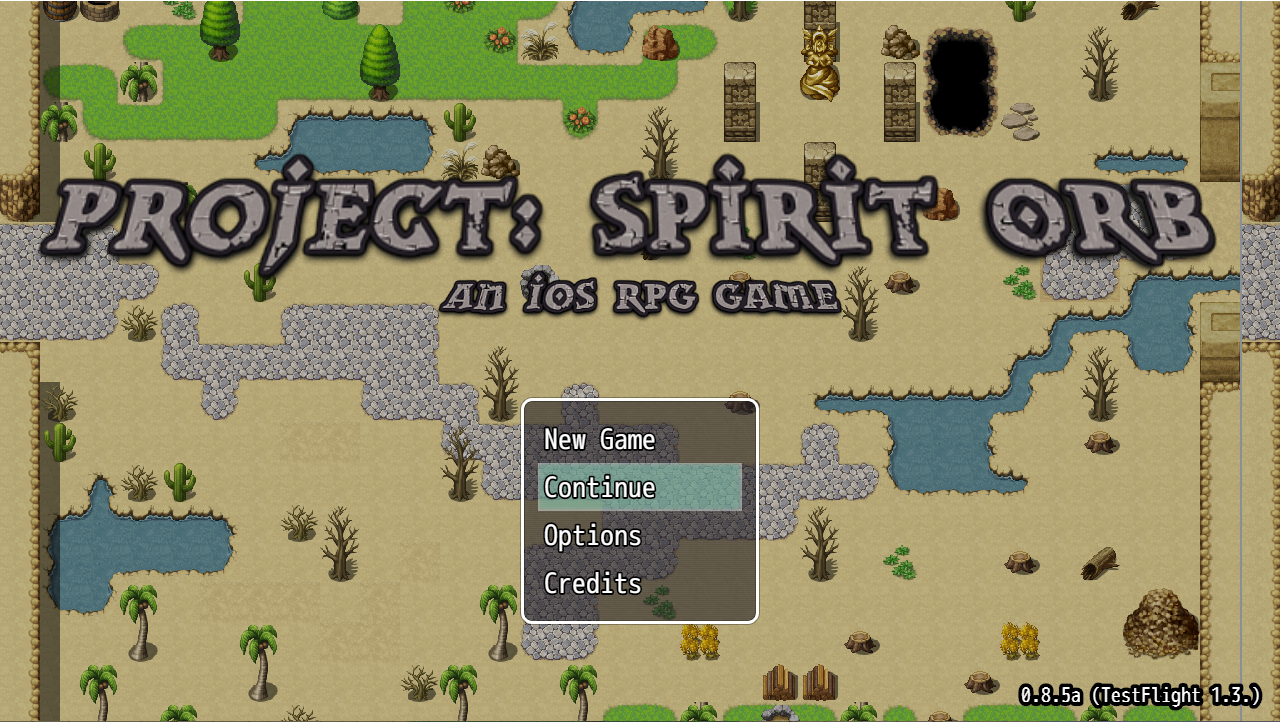 PROJECT: SPIRIT ORB
AN iOS RPG GAME
New Game
Continue
Options
Credits
0.8.5a (TestFlight 1.3.)